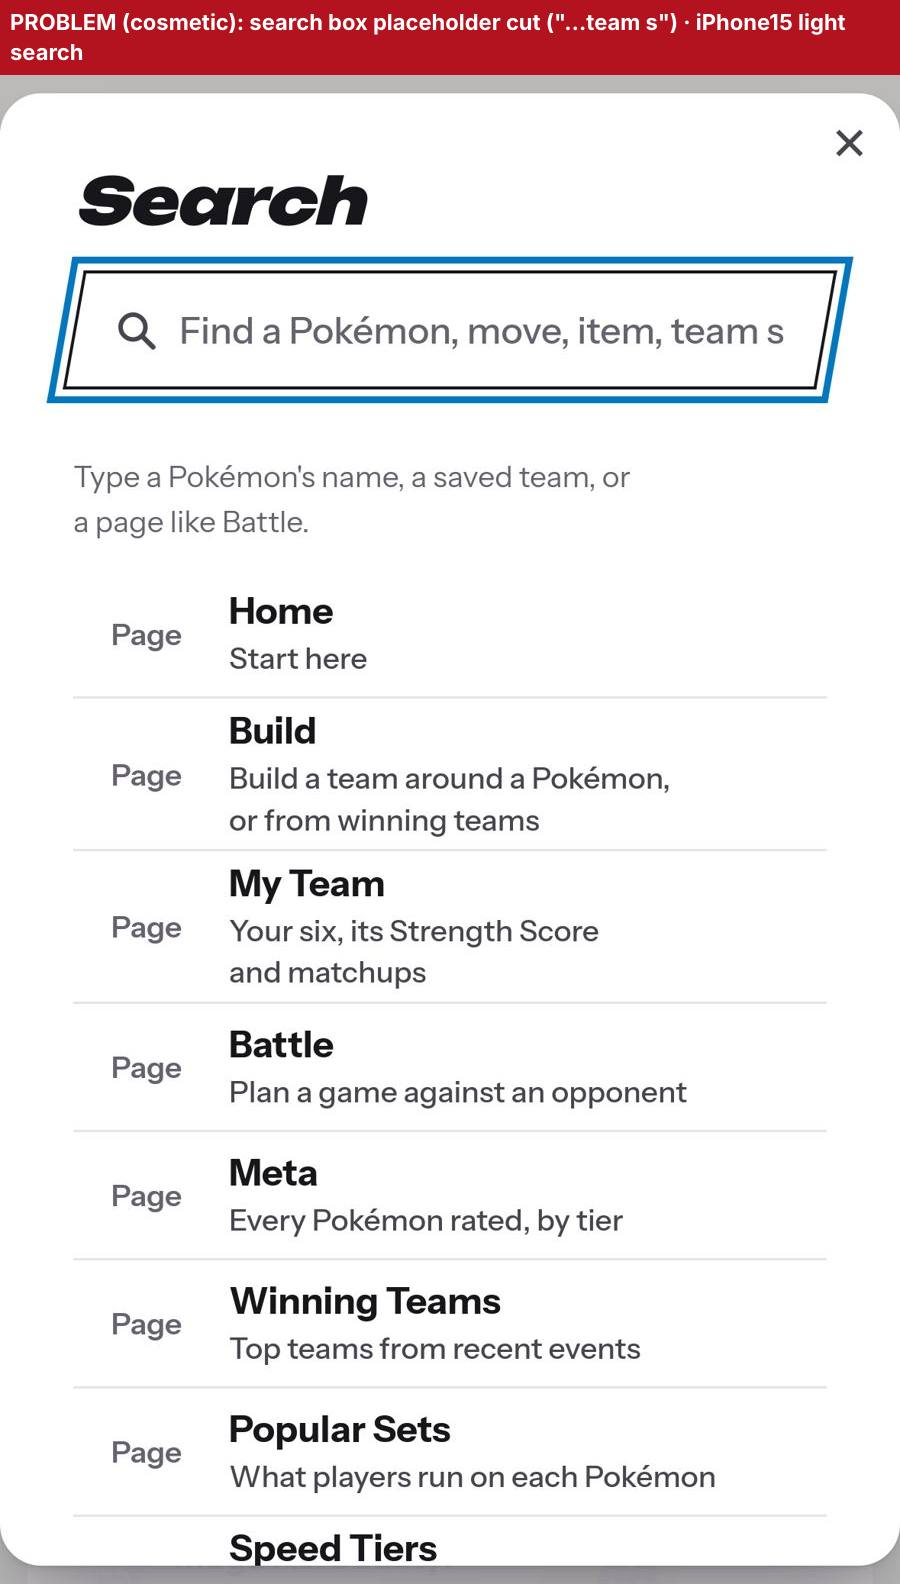 PROBLEM (cosmetic): search box placeholder cut ("...team s") · iPhone15 light
search
Search
Find a Pokémon, move, item, team s
Type a Pokémon's name, a saved team, or
a page like Battle.
Home
Page
Start here
Build
Page
Build a team around a Pokémon,
or from winning teams
My Team
Page
Your six, its Strength Score
and matchups
Battle
Page
Plan a game against an opponent
Meta
Page
Every Pokémon rated, by tier
Winning Teams
Page
Top teams from recent events
Popular Sets
Page
What players run on each Pokémon
Speed Tiers